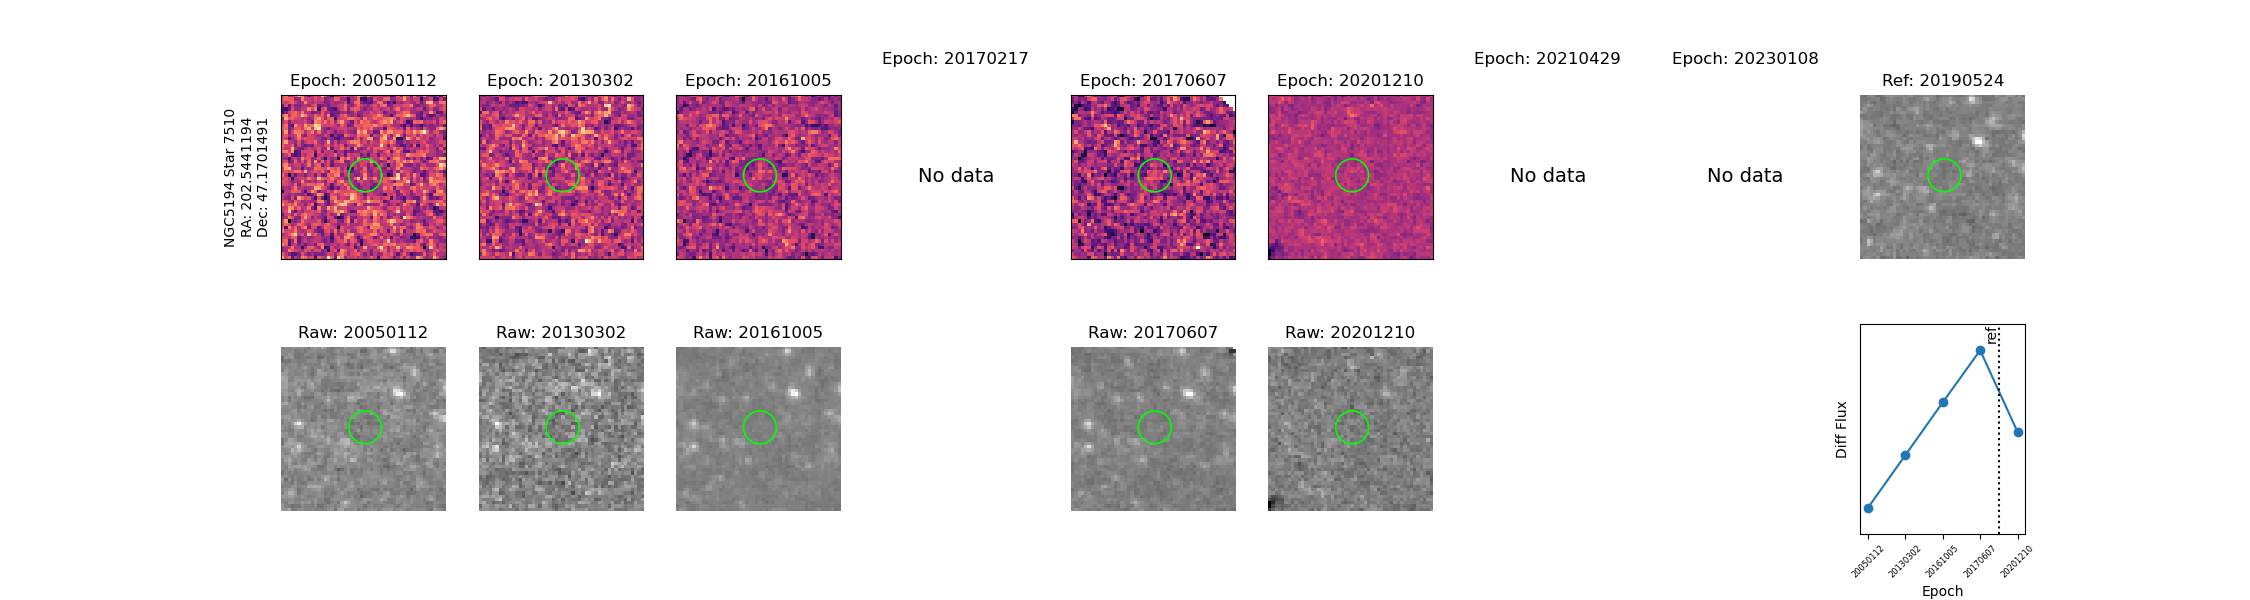 Epoch: 20170217
Epoch: 20210429
Epoch: 20230108
Epoch: 20050112
Epoch: 20130302
Epoch: 20161005
Epoch: 20170607
Epoch: 20201210
Ref: 20190524
NGC5194 Star 7510
RA: 202.5441194
Dec: 47.1701491
No data
No data
No data
Raw: 20050112
Raw: 20130302
Raw: 20161005
Raw: 20170607
Raw: 20201210
ref
Diff Flux
20050112
20130302
20161005
20170607
20201210
Epoch